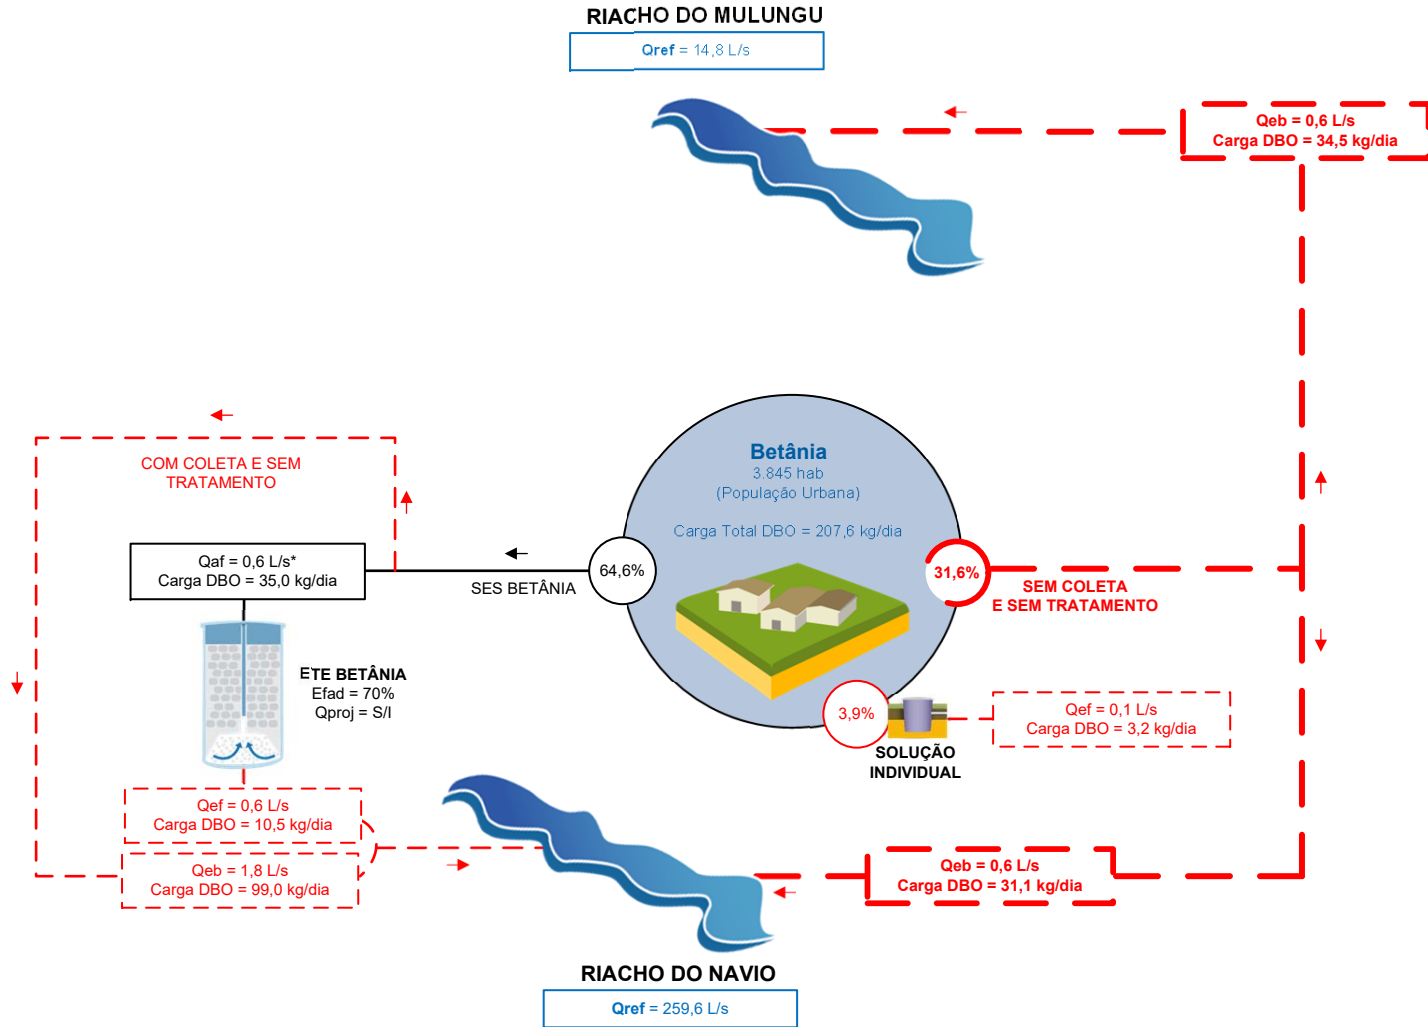 RIACHO DO MULUNGU
Qref = 14,8 L/s
Qeb = 0,6 L/s
Carga DBO = 34,5 kg/dia
COM COLETA E SEM
TRATAMENTO
Betânia
3.845 hab
(População Urbana)
Carga Total DBO = 207,6 kg/dia
Qaf = 0,6 L/s*
Carga DBO = 35,0 kg/dia
SES BETÂNIA
64,6%
31,6%
SEM COLETA
E SEM TRATAMENTO
ETE BETÂNIA
Efad = 70%
Qproj = S/I
3,9%
SOLUÇÃO
INDIVIDUAL
Qef = 0,1 L/s
Carga DBO = 3,2 kg/dia
Qef = 0,6 L/s
Carga DBO = 10,5 kg/dia
Qeb = 1,8 L/s
Carga DBO = 99,0 kg/dia
Qeb = 0,6 L/s
Carga DBO = 31,1 kg/dia
RIACHO DO NAVIO
Qref = 259,6 L/s